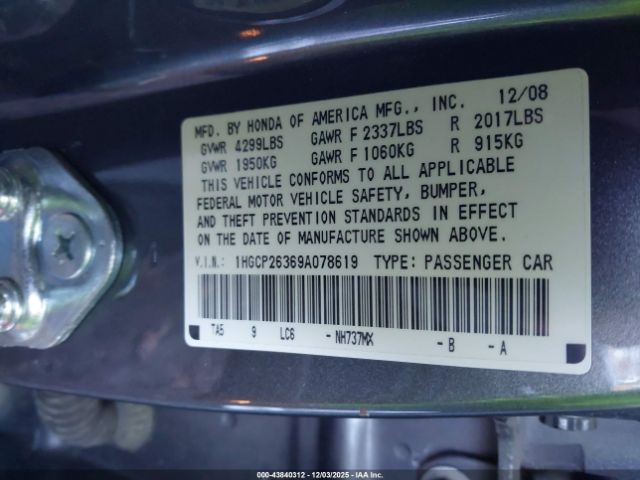 MFD. BY HONDA OF AMERICA MFG., INC. 12/08
GVWR 4299LBS GAWR F 2337LBS R 2017LBS
GVWR 1950KG GAWR F 1060KG R 915KG
THIS VEHICLE CONFORMS TO ALL APPLICABLE
FEDERAL MOTOR VEHICLE SAFETY, BUMPER,
AND THEFT PREVENTION STANDARDS IN EFFECT
ON THE DATE OF MANUFACTURE SHOWN ABOVE.
V.I.N.: 1HGCP26369A078619 TYPE: PASSENGER CAR
TA5 9 LC6 -NH737MX -B -A
000-43840312 - 12/03/2025 - IAA Inc.